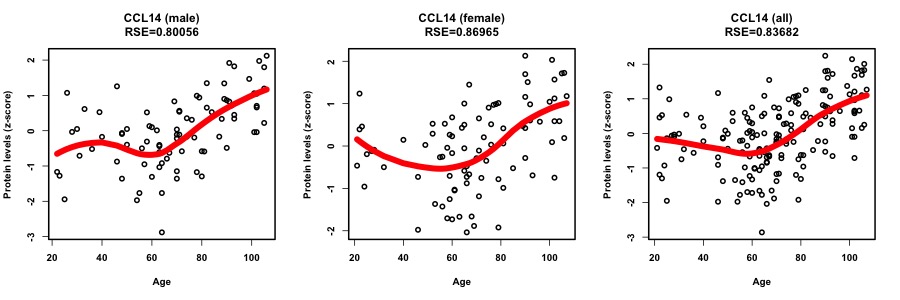 CCL14 (male)
RSE=0.80056
Protein levels (z-score)
2
1
0
-1
-2
-3
20 40 60 80 100
Age
CCL14 (female)
RSE=0.86965
Protein levels (z-score)
2
1
0
-1
-2
20 40 60 80 100
Age
CCL14 (all)
RSE=0.83682
Protein levels (z-score)
2
1
0
-1
-2
-3
20 40 60 80 100
Age